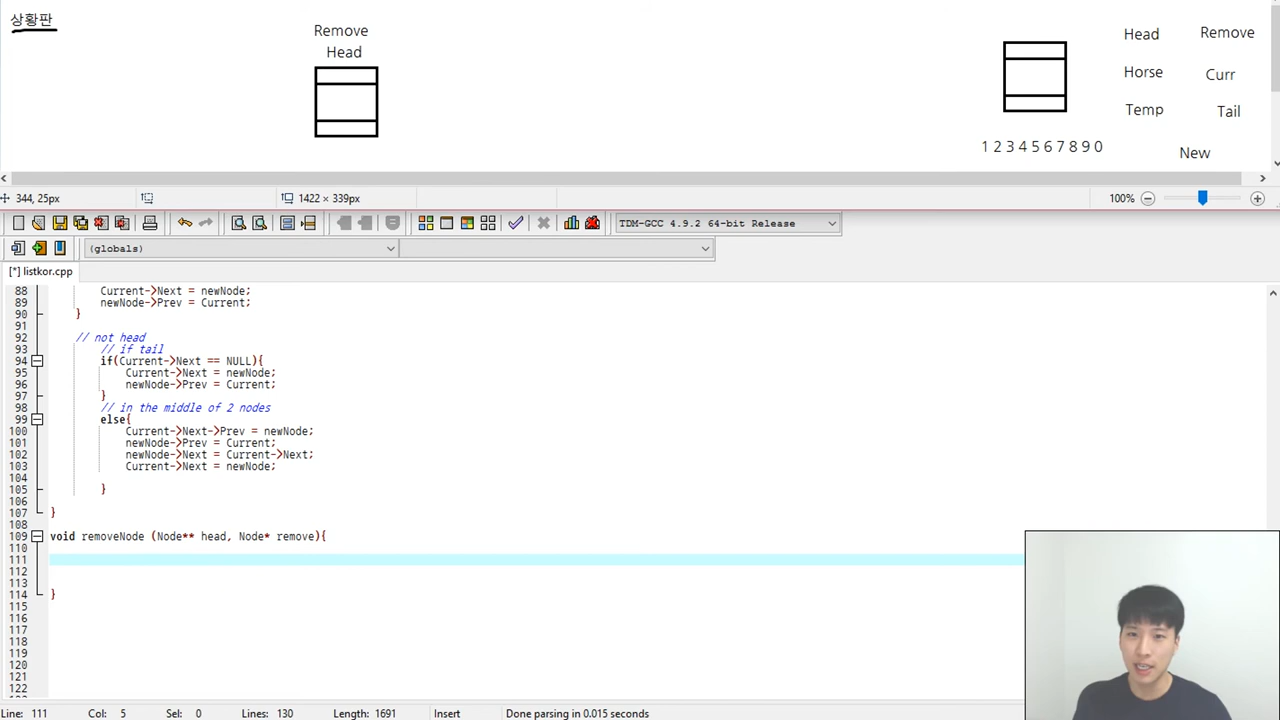 상황판
Remove
Head
Head
Remove
Horse
Curr
Temp
Tail
1 2 3 4 5 6 7 8 9 0
New
344, 25px
1422 × 339px
100%
TDM-GCC 4.9.2 64-bit Release
(globals)
[*] listkor.cpp
88 Current->Next = newNode;
89 newNode->Prev = Current;
90 }
91
92 // not head
93 // if tail
94 if(Current->Next == NULL){
95 Current->Next = newNode;
96 newNode->Prev = Current;
97 }
98 // in the middle of 2 nodes
99 else{
100 Current->Next->Prev = newNode;
101 newNode->Prev = Current;
102 newNode->Next = Current->Next;
103 Current->Next = newNode;
104
105 }
106
107 }
108
109 void removeNode (Node** head, Node* remove){
110
111
112
113
114 }
115
116
117
118
119
120
121
122
Line: 111 Col: 5 Sel: 0 Lines: 130 Length: 1691 Insert Done parsing in 0.015 seconds